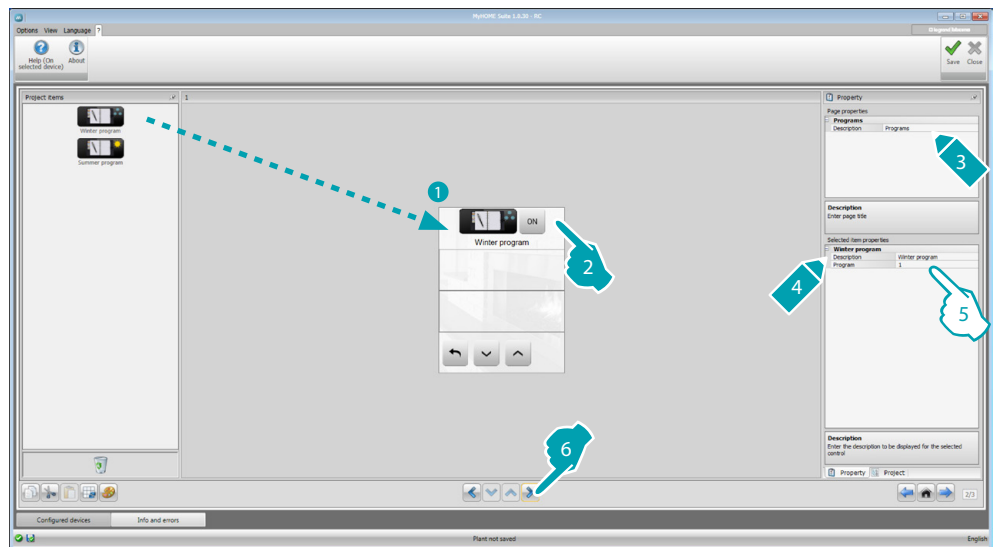 MyHOME Suite 1.0.30 - RC
Options View Language ?
Help (On
selected device)
About
Save
Close
Project items
1
Property
Winter program
Summer program
Page properties
Programs
Description Programs
3
Description
Enter page title
1
ON
Winter program
2
Selected item properties
Winter program
Description Winter program
Program 1
4
5
6
Description
Enter the description to be displayed for the selected
control
Property Project
2/3
Configured devices Info and errors
Plant not saved
English